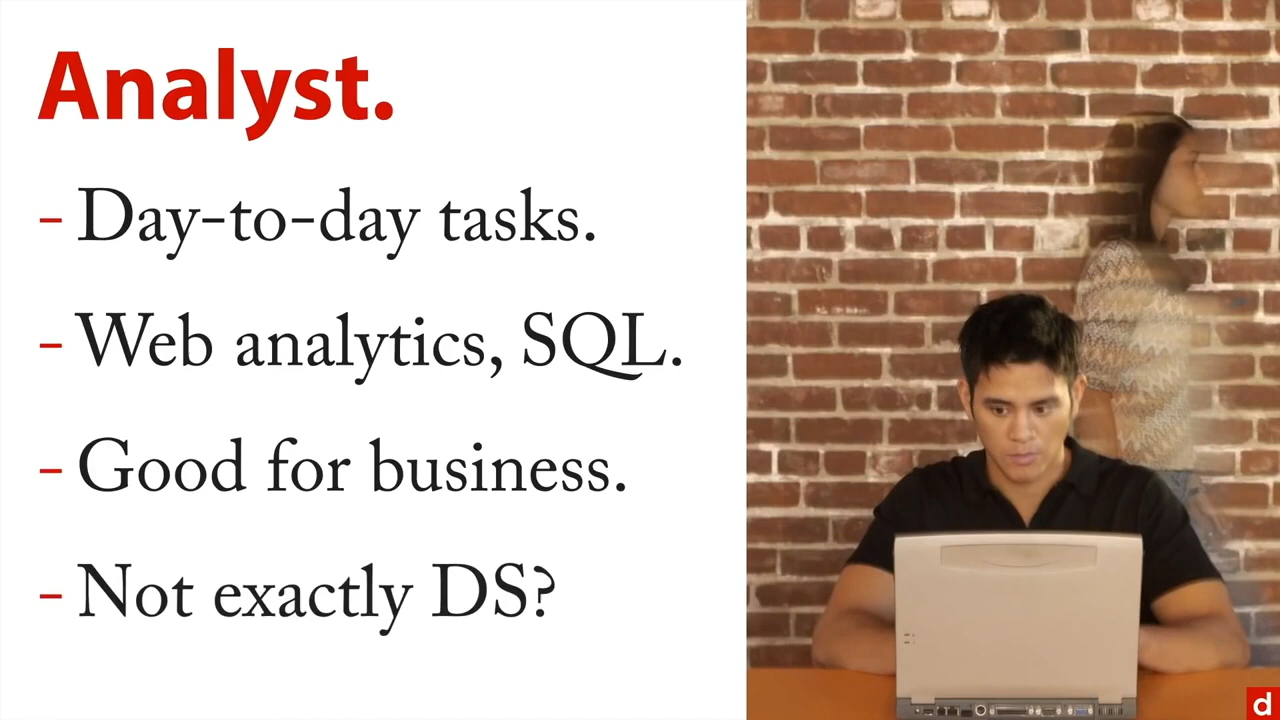 Analyst.
- Day-to-day tasks.
- Web analytics, SQL.
- Good for business.
- Not exactly DS?
d